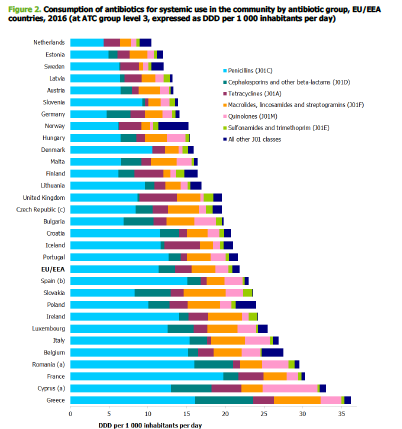 Figure 2. Consumption of antibiotics for systemic use in the community by antibiotic group, EU/EEA
countries, 2016 (at ATC group level 3, expressed as DDD per 1 000 inhabitants per day)
Netherlands
Estonia
Sweden
Latvia
Austria
Slovenia
Germany
Norway
Hungary
Denmark
Malta
Finland
Lithuania
United Kingdom
Czech Republic (c)
Bulgaria
Croatia
Iceland
Portugal
EU/EEA
Spain (b)
Slovakia
Poland
Ireland
Luxembourg
Italy
Belgium
Romania (a)
France
Cyprus (a)
Greece
Penicillins (J01C)
Cephalosporins and other beta-lactams (J01D)
Tetracyclines (J01A)
Macrolides, lincosamides and streptogramins (J01F)
Quinolones (J01M)
Sulfonamides and trimethoprim (J01E)
All other J01 classes
0 5 10 15 20 25 30 35
DDD per 1 000 inhabitants per day